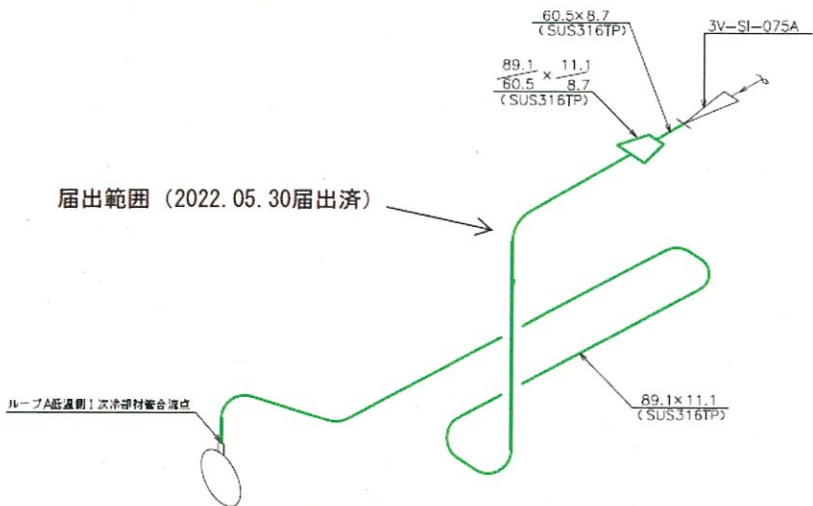 60.5×8.7
(SUS316TP)
3V-SI-075A
89.1/60.5 × 11.1/8.7
(SUS316TP)
届出範囲（2022.05.30届出済）
ループA低温側1次冷却材管合流点
89.1×11.1
(SUS316TP)